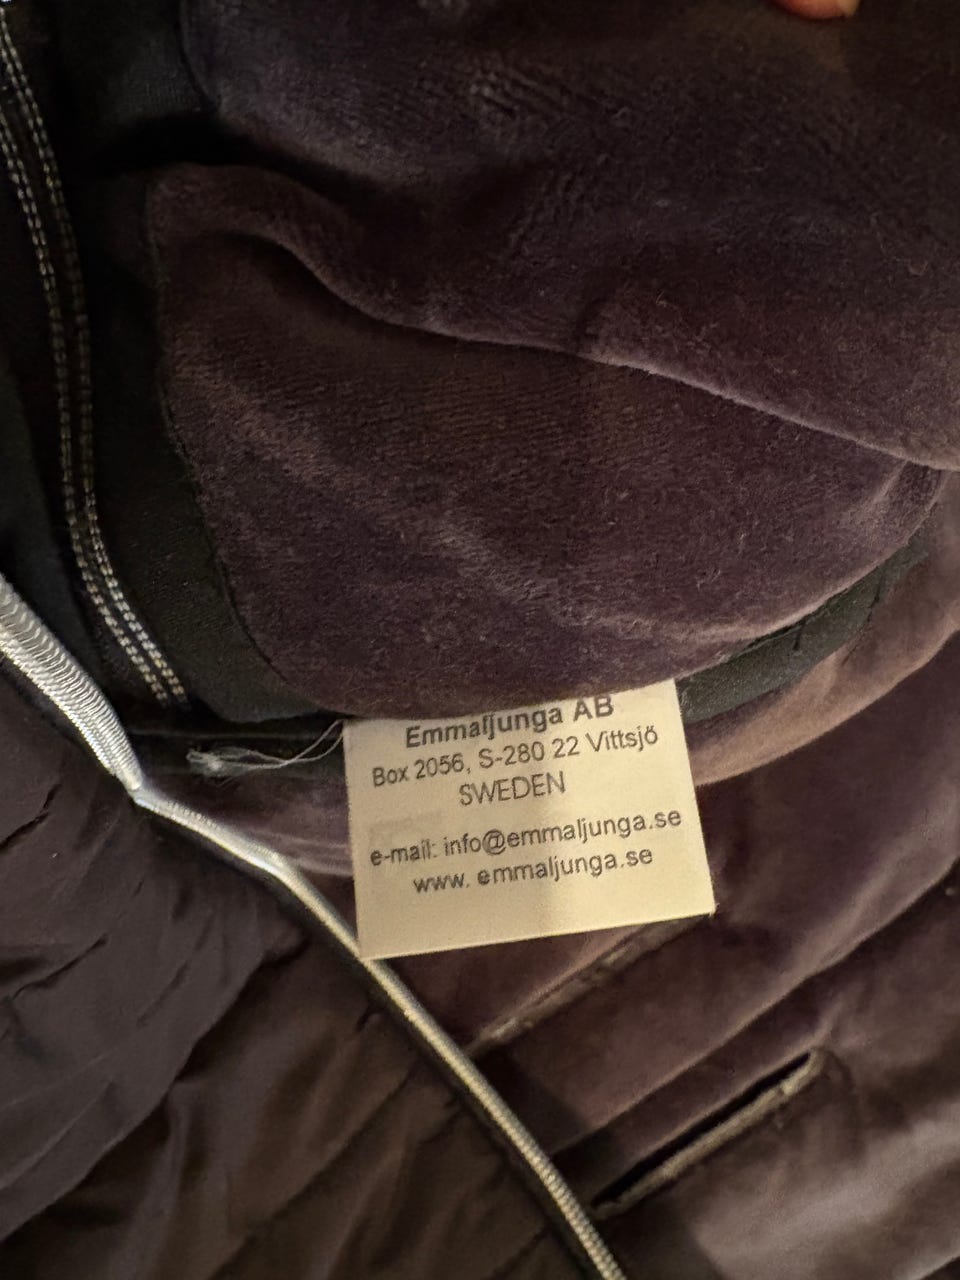 Emmaljunga AB
Box 2056, S-280 22 Vittsjö
SWEDEN
e-mail: info@emmaljunga.se
www. emmaljunga.se